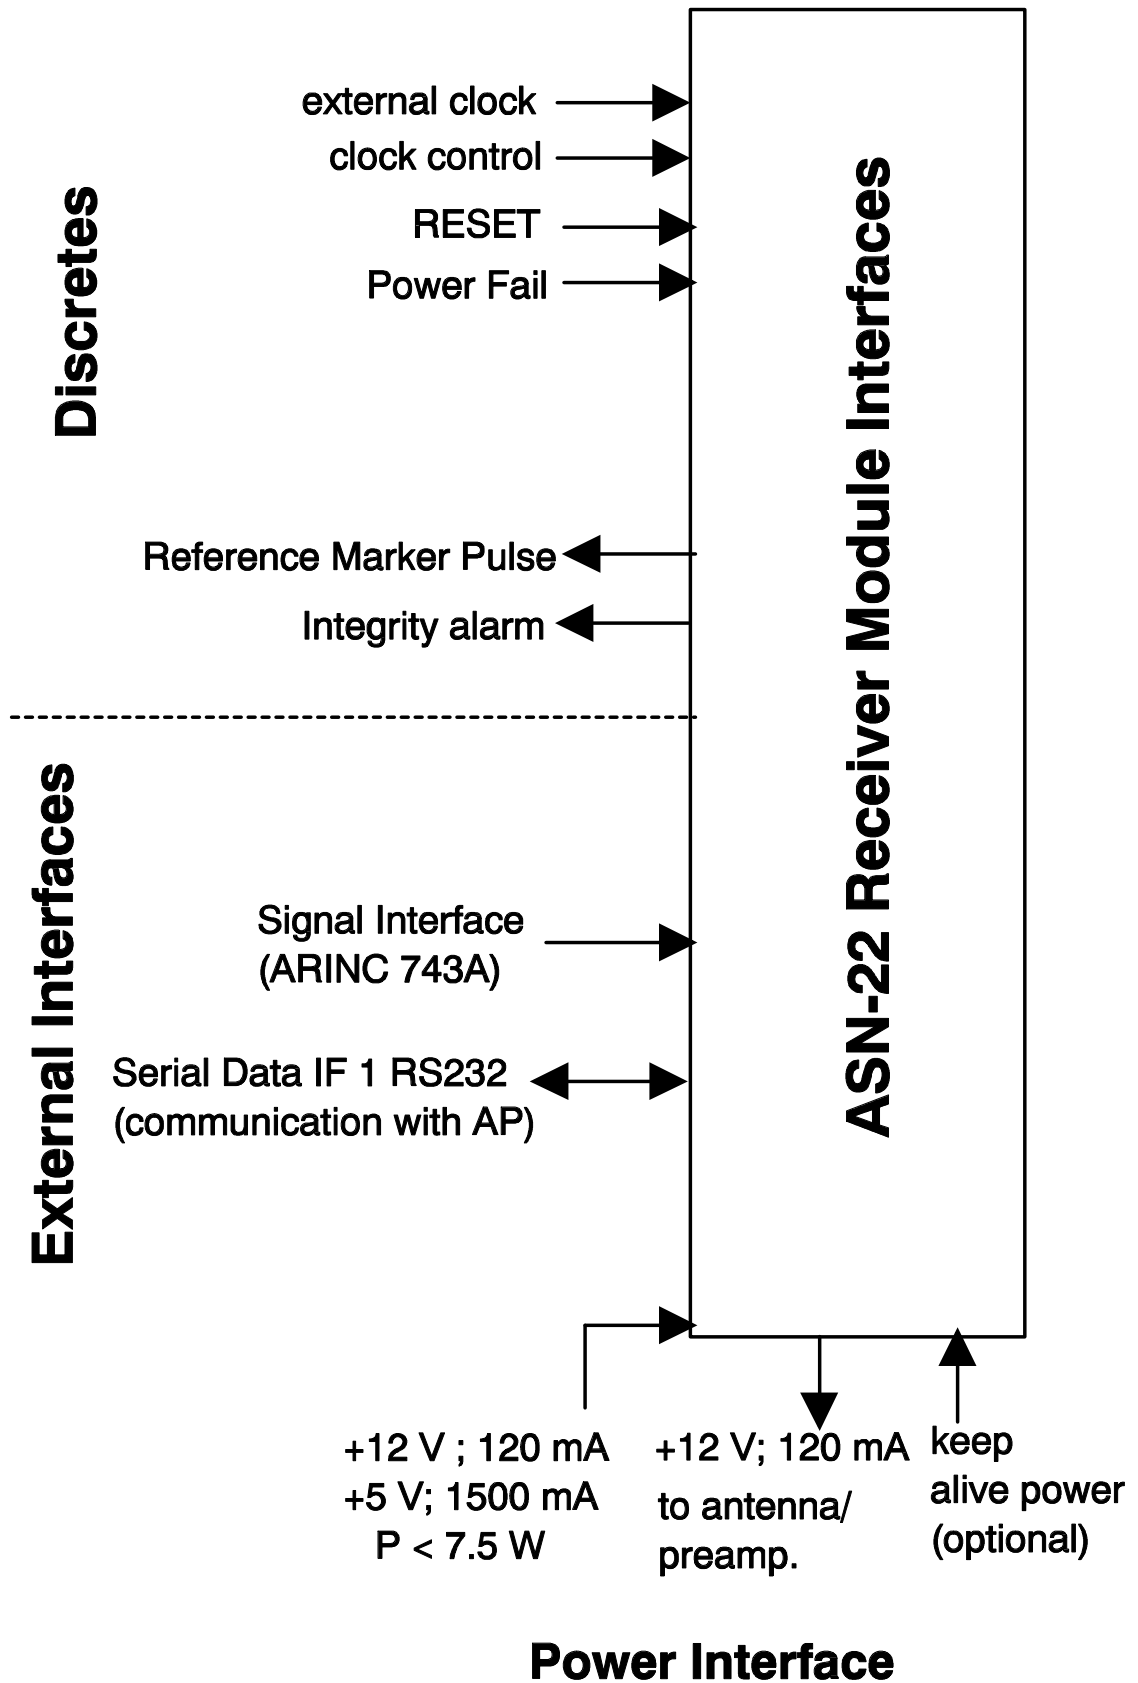 Discretes
external clock
clock control
RESET
Power Fail
Reference Marker Pulse
Integrity alarm
External Interfaces
Signal Interface
(ARINC 743A)
Serial Data IF 1 RS232
(communication with AP)
ASN-22 Receiver Module Interfaces
+12 V ; 120 mA
+5 V; 1500 mA
P < 7.5 W
+12 V; 120 mA
to antenna/
preamp.
keep
alive power
(optional)
Power Interface